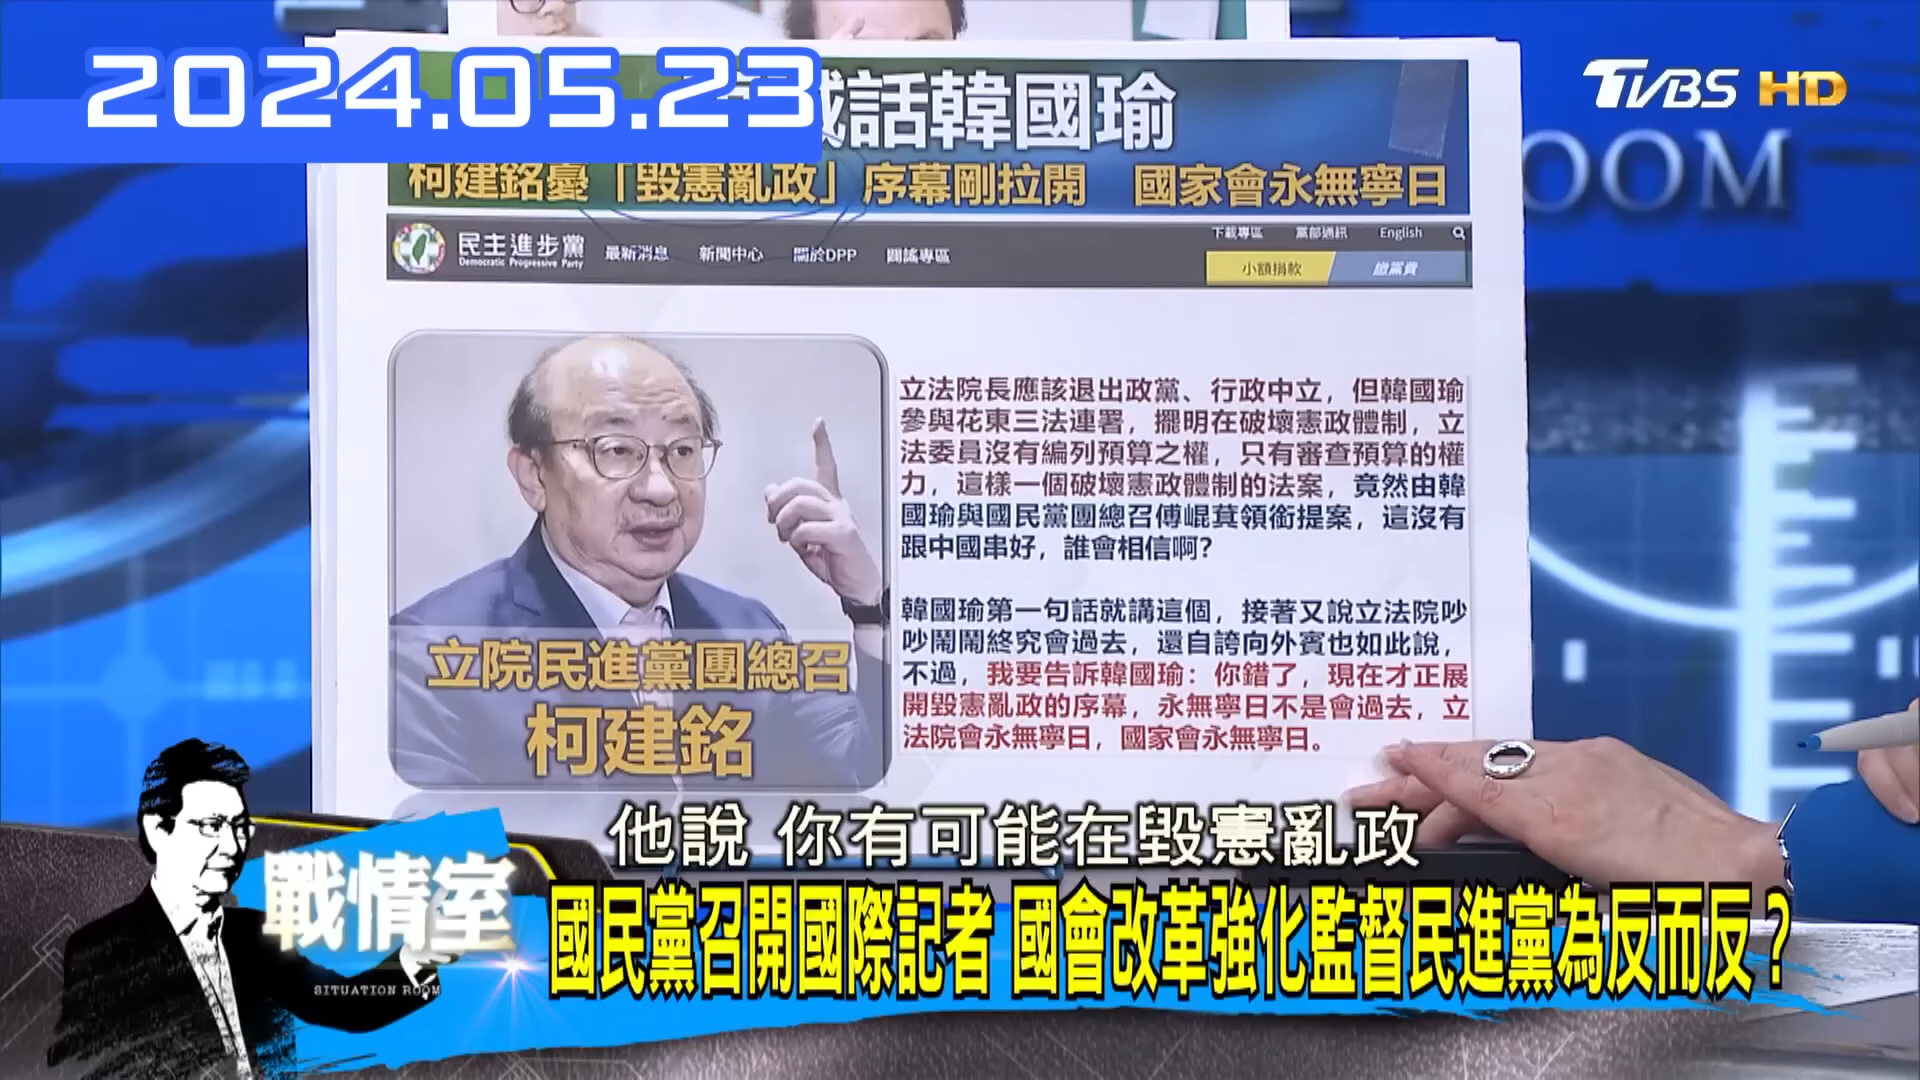 2024.05.23
TVBS HD
話韓國瑜
OOM
柯建銘憂「毀憲亂政」序幕剛拉開 國家會永無寧日
民主進步黨
Democratic Progressive Party
最新消息 新聞中心 關於DPP 闢謠專區
下載專區 黨部通訊 English
小額捐款 繳黨費
立法院長應該退出政黨、行政中立，但韓國瑜
參與花東三法連署，擺明在破壞憲政體制，立
法委員沒有編列預算之權，只有審查預算的權
力，這樣一個破壞憲政體制的法案，竟然由韓
國瑜與國民黨團總召傅崐萁領銜提案，這沒有
跟中國串好，誰會相信啊？
韓國瑜第一句話就講這個，接著又說立法院吵
吵鬧鬧終究會過去，還自誇向外賓也如此說，
不過，我要告訴韓國瑜：你錯了，現在才正展
開毀憲亂政的序幕，永無寧日不是會過去，立
法院會永無寧日，國家會永無寧日。
立院民進黨團總召
柯建銘
他說 你有可能在毀憲亂政
戰情室
SITUATION ROOM
國民黨召開國際記者 國會改革強化監督民進黨為反而反？